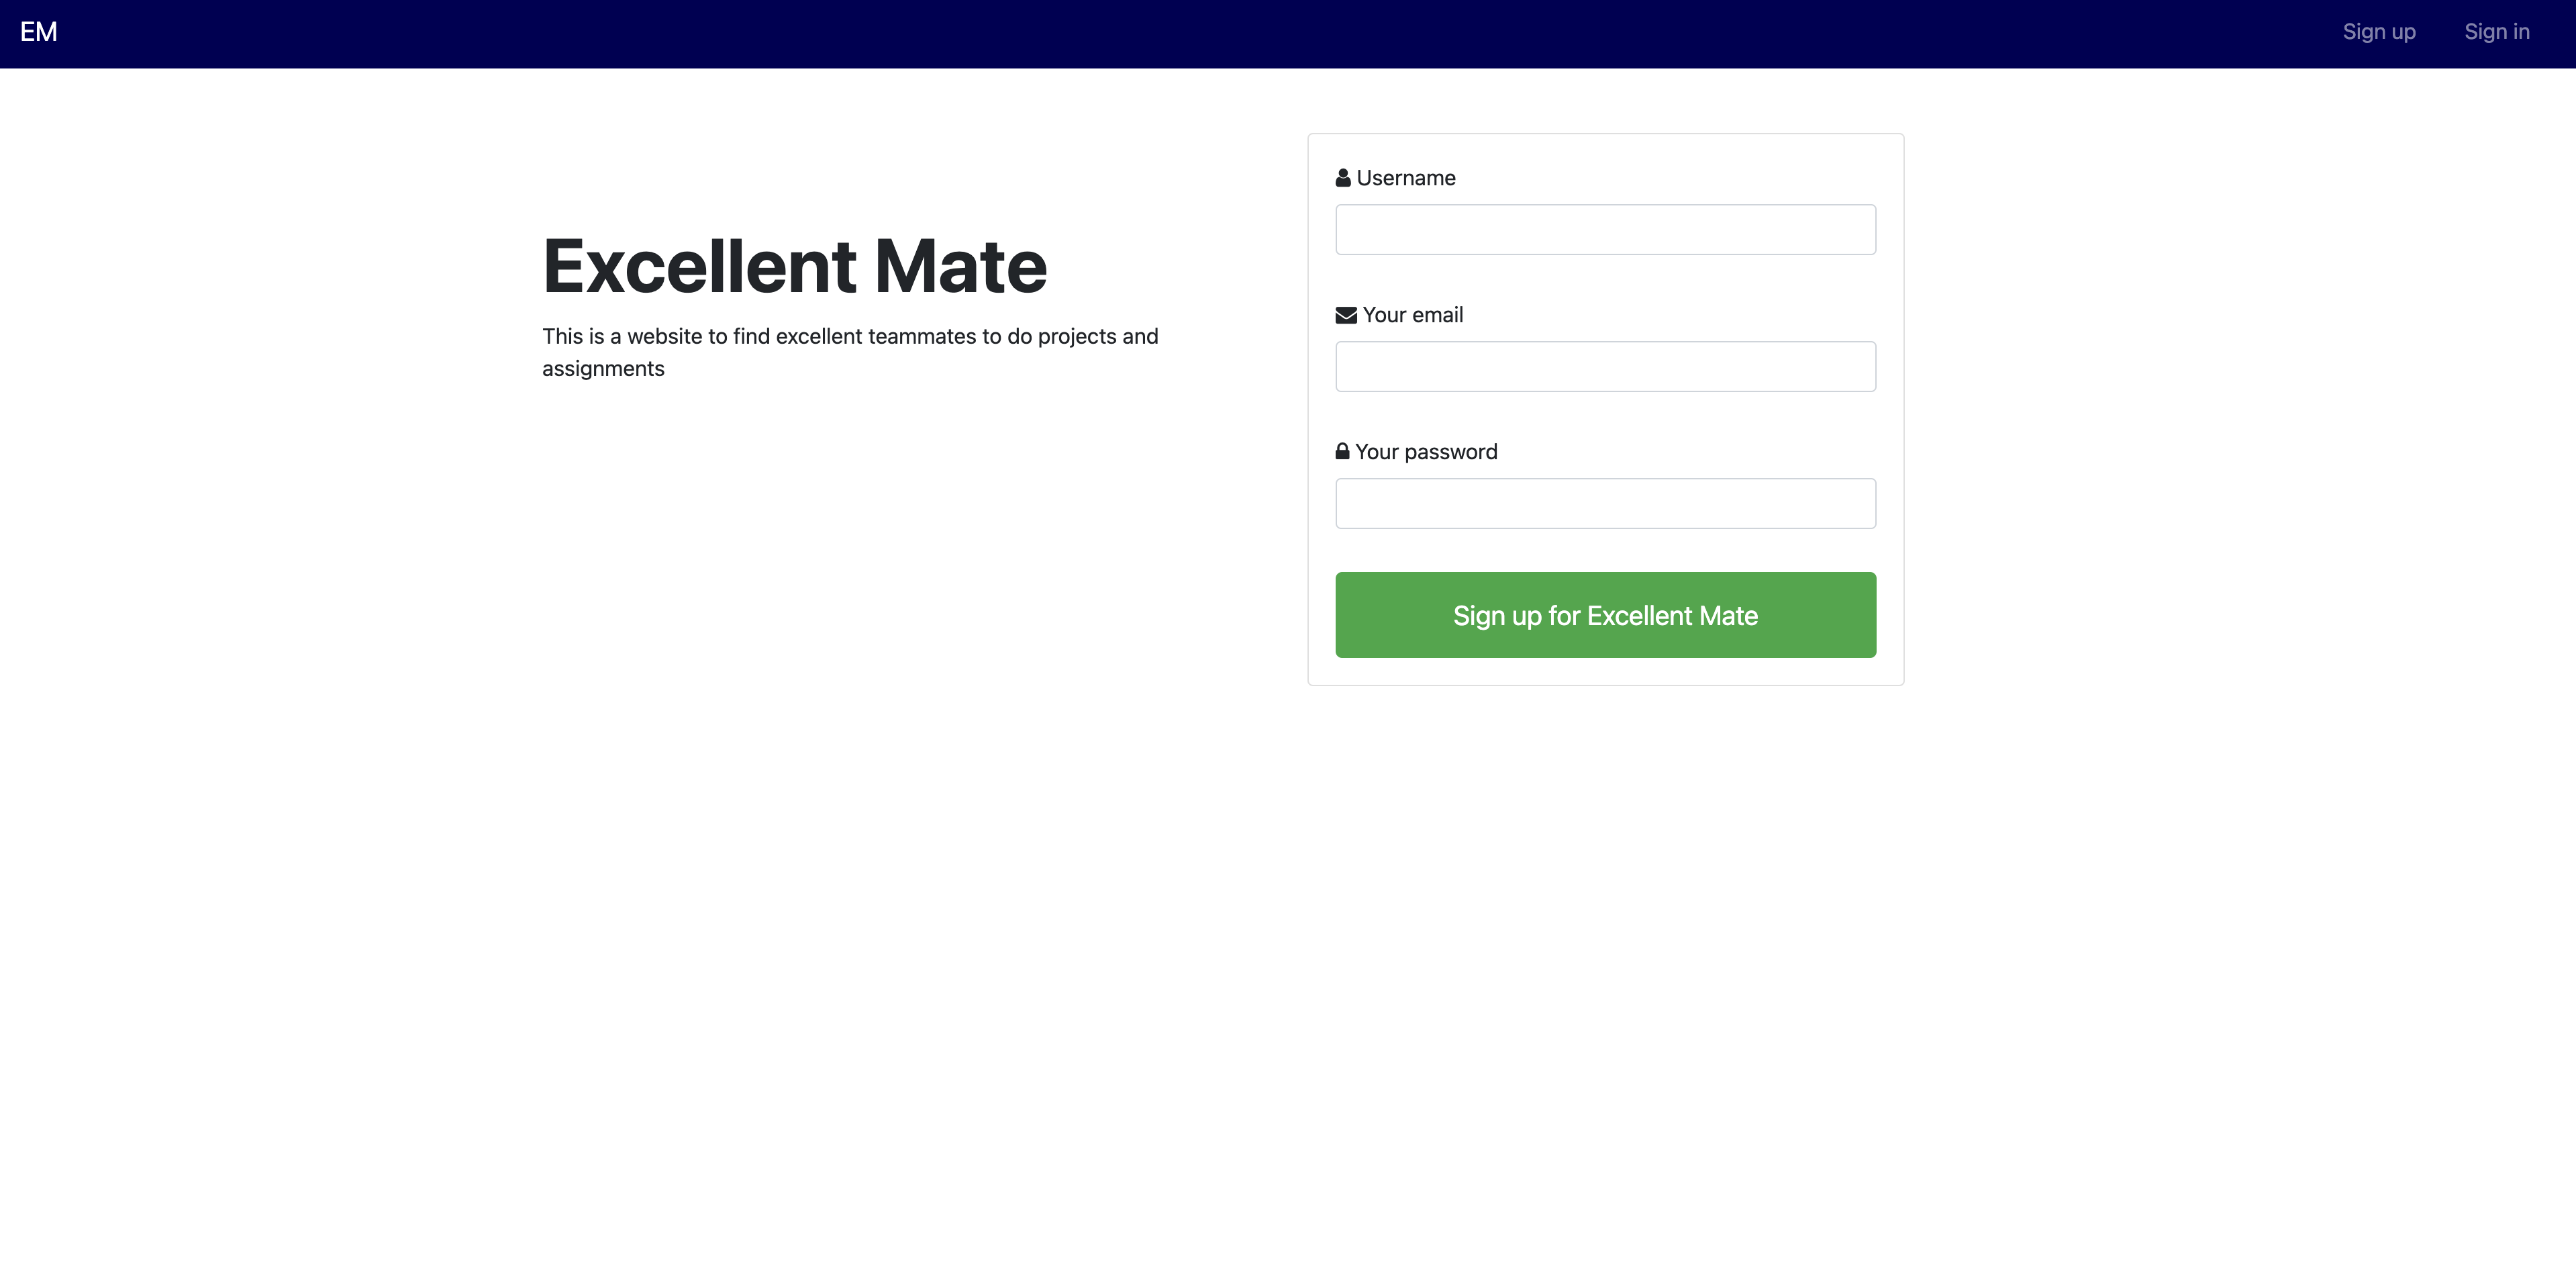 EM
Sign up
Sign in
Excellent Mate
This is a website to find excellent teammates to do projects and
assignments
Username
Your email
Your password
Sign up for Excellent Mate